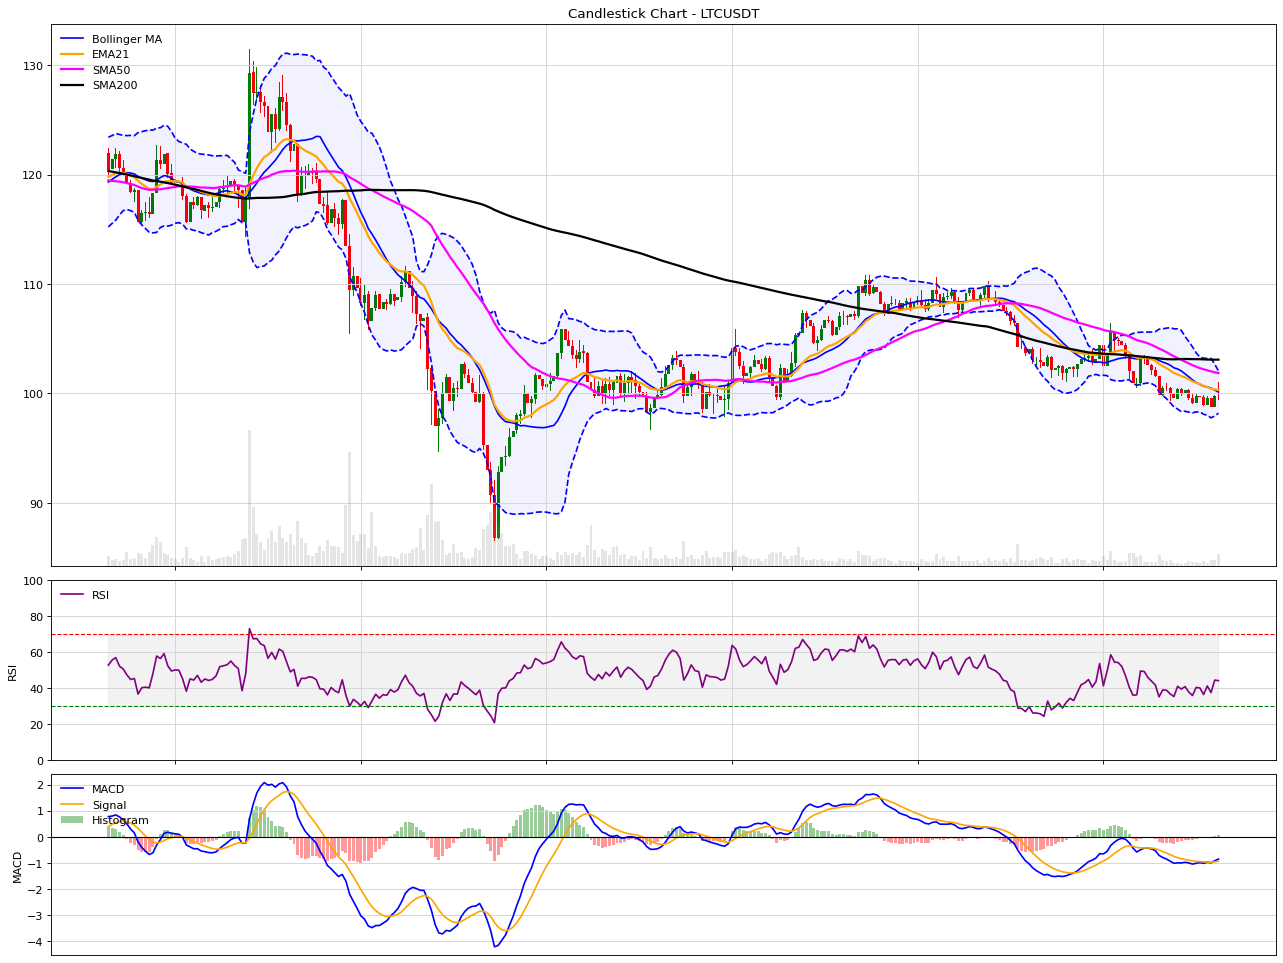 Candlestick Chart - LTCUSDT
Bollinger MA
EMA21
SMA50
SMA200
130
120
110
100
90
RSI
100
80
60
40
20
0
RSI
MACD
Signal
Histogram
2
1
0
−1
−2
−3
−4
MACD